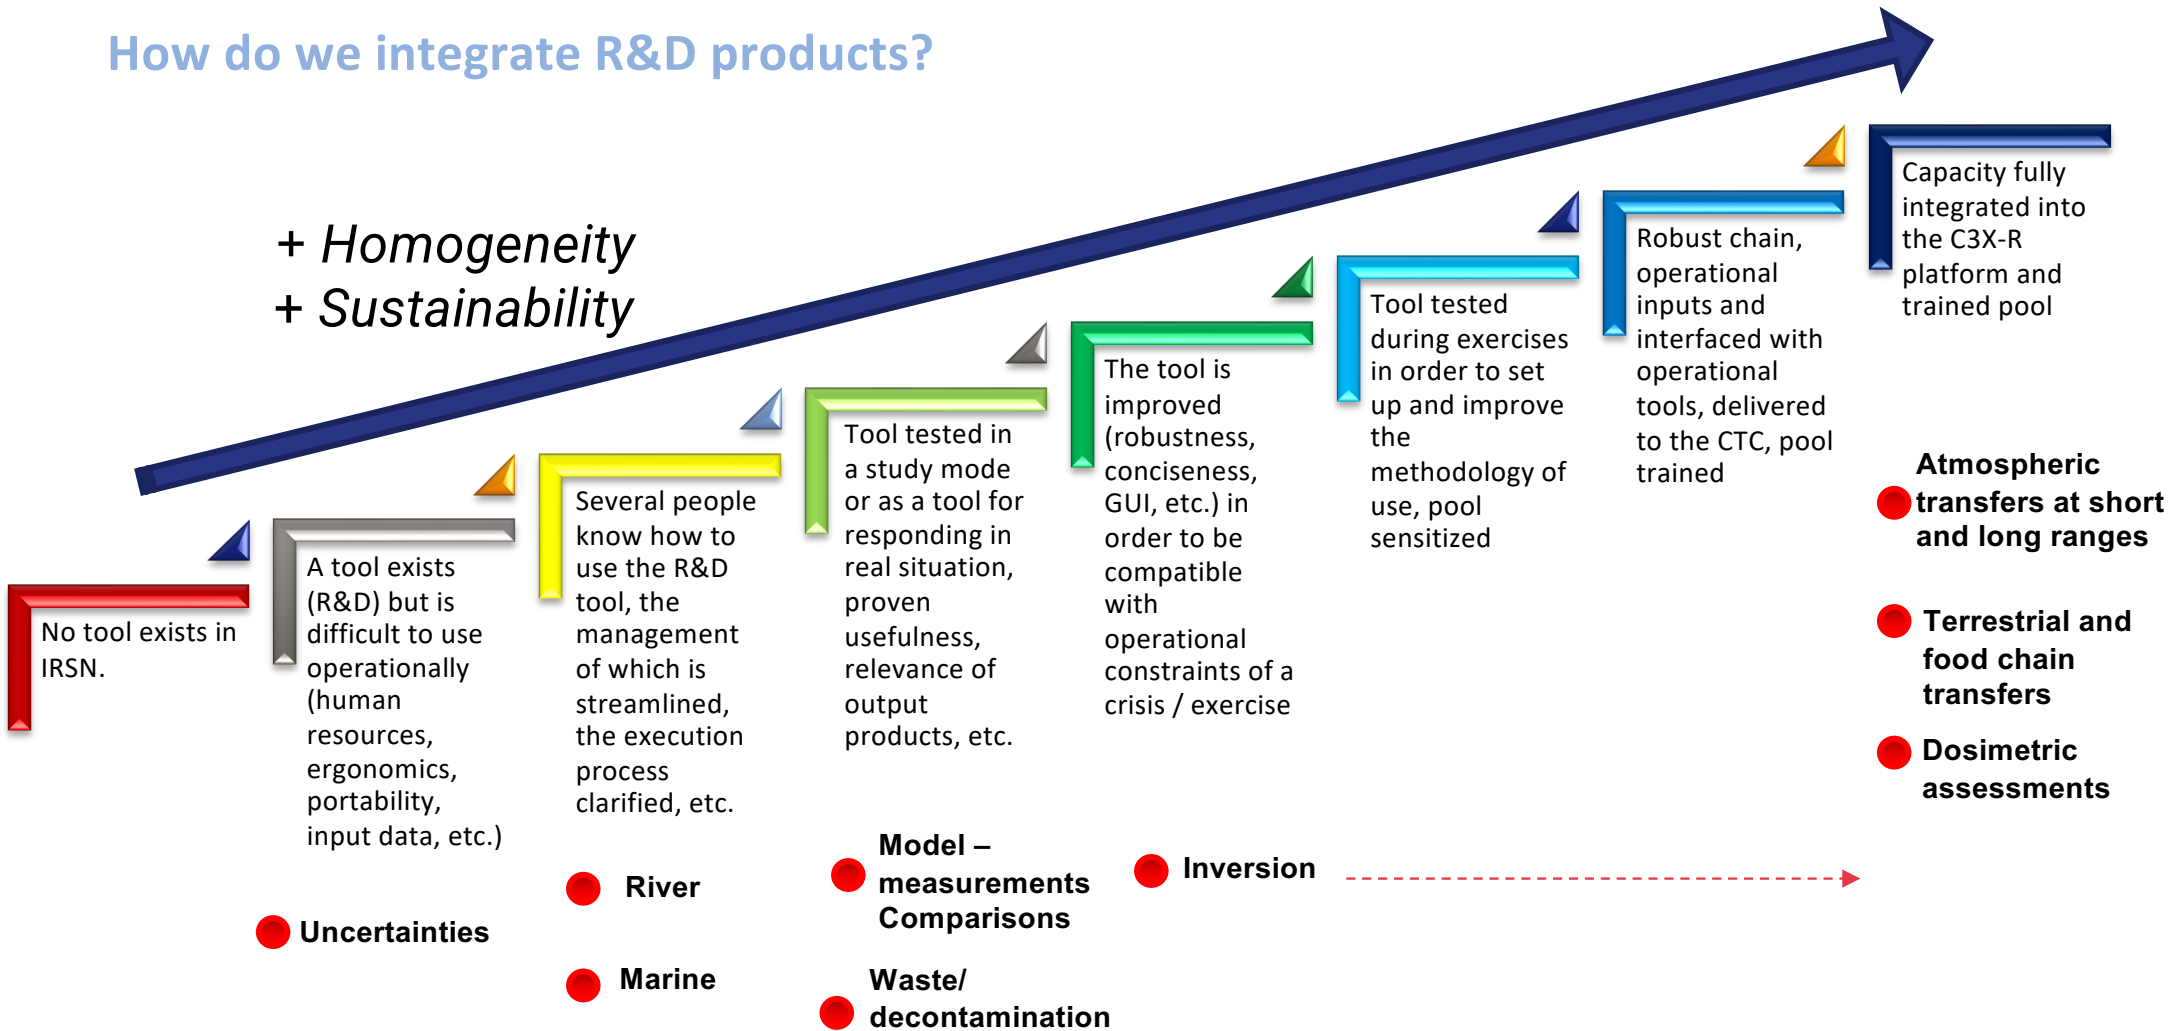 How do we integrate R&D products?
+ Homogeneity
+ Sustainability
No tool exists in
IRSN.
A tool exists
(R&D) but is
difficult to use
operationally
(human
resources,
ergonomics,
portability,
input data, etc.)
Several people
know how to
use the R&D
tool, the
management
of which is
streamlined,
the execution
process
clarified, etc.
Tool tested in
a study mode
or as a tool for
responding in
real situation,
proven
usefulness,
relevance of
output
products, etc.
The tool is
improved
(robustness,
conciseness,
GUI, etc.) in
order to be
compatible
with
operational
constraints of a
crisis / exercise
Tool tested
during exercises
in order to set
up and improve
the
methodology of
use, pool
sensitized
Robust chain,
operational
inputs and
interfaced with
operational
tools, delivered
to the CTC, pool
trained
Capacity fully
integrated into
the C3X-R
platform and
trained pool
Uncertainties
River
Marine
Model –
measurements
Comparisons
Waste/
decontamination
Inversion
Atmospheric
transfers at short
and long ranges
Terrestrial and
food chain
transfers
Dosimetric
assessments